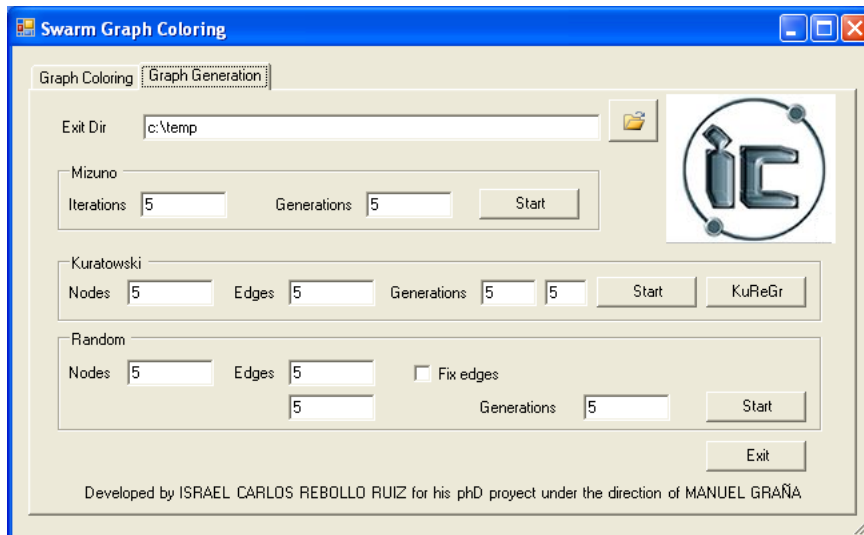 Swarm Graph Coloring
Graph Coloring Graph Generation
Exit Dir c:\temp
ic
Mizuno
Iterations 5 Generations 5 Start
Kuratowski
Nodes 5 Edges 5 Generations 5 5 Start KuReGr
Random
Nodes 5 Edges 5 Fix edges
5 Generations 5 Start
Exit
Developed by ISRAEL CARLOS REBOLLO RUIZ for his phD proyect under the direction of MANUEL GRAÑA